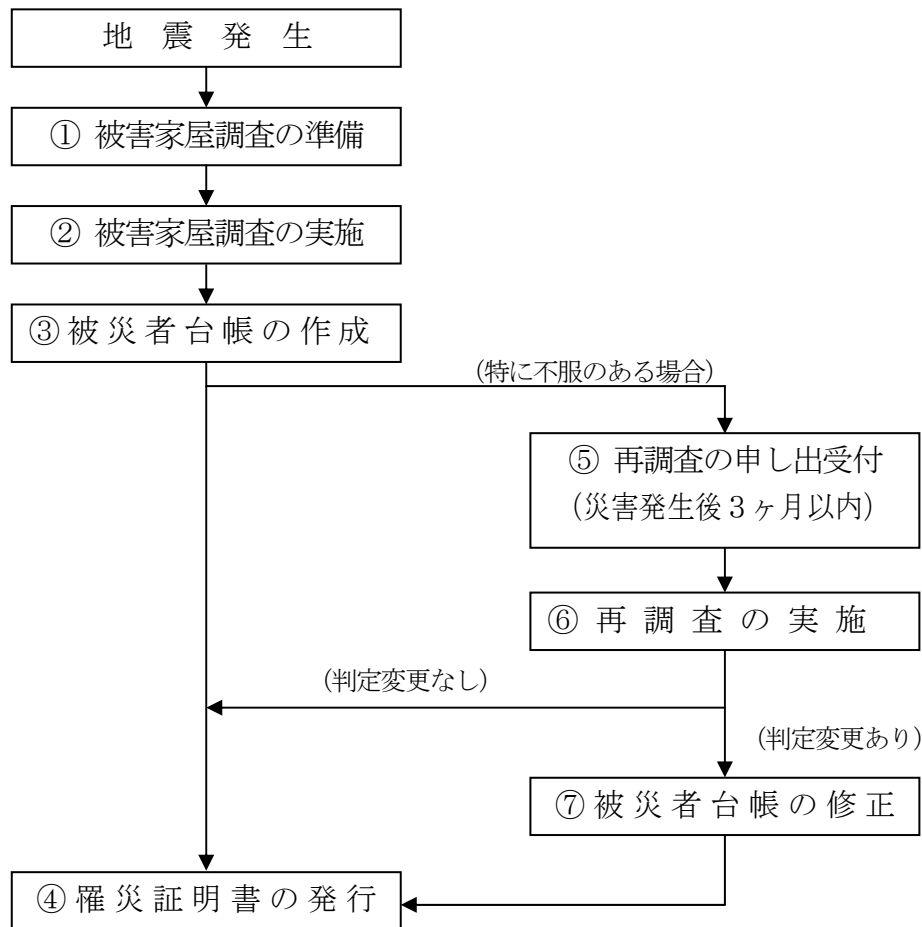 地震発生
① 被害家屋調査の準備
② 被害家屋調査の実施
③被災者台帳の作成
(特に不服のある場合)
⑤ 再調査の申し出受付
(災害発生後3ヶ月以内)
⑥再調査の実施
(判定変更なし)
(判定変更あり)
⑦被災者台帳の修正
④罹災証明書の発行